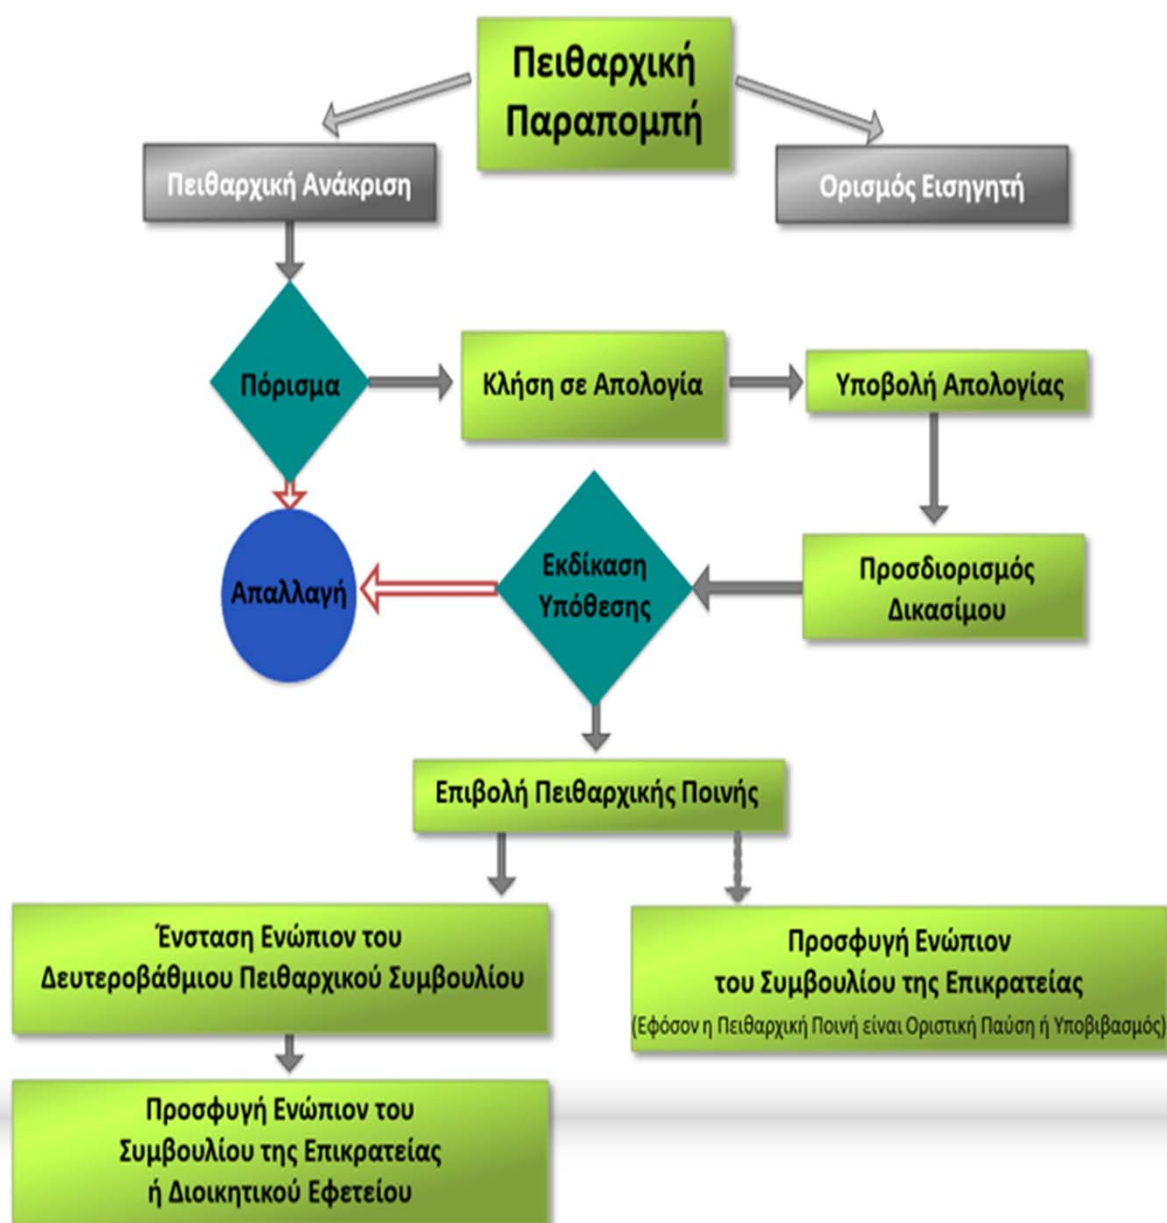 Πειθαρχική
Παραπομπή
Πειθαρχική Ανάκριση
Ορισμός Εισηγητή
Πόρισμα
Κλήση σε Απολογία
Υποβολή Απολογίας
Απαλλαγή
Εκδίκαση
Υπόθεσης
Προσδιορισμός
Δικασίμου
Επιβολή Πειθαρχικής Ποινής
Ένσταση Ενώπιον του
Δευτεροβάθμιου Πειθαρχικού Συμβουλίου
Προσφυγή Ενώπιον
του Συμβουλίου της Επικρατείας
(Εφόσον η Πειθαρχική Ποινή είναι Οριστική Παύση ή Υποβιβασμός)
Προσφυγή Ενώπιον του
Συμβουλίου της Επικρατείας
ή Διοικητικού Εφετείου